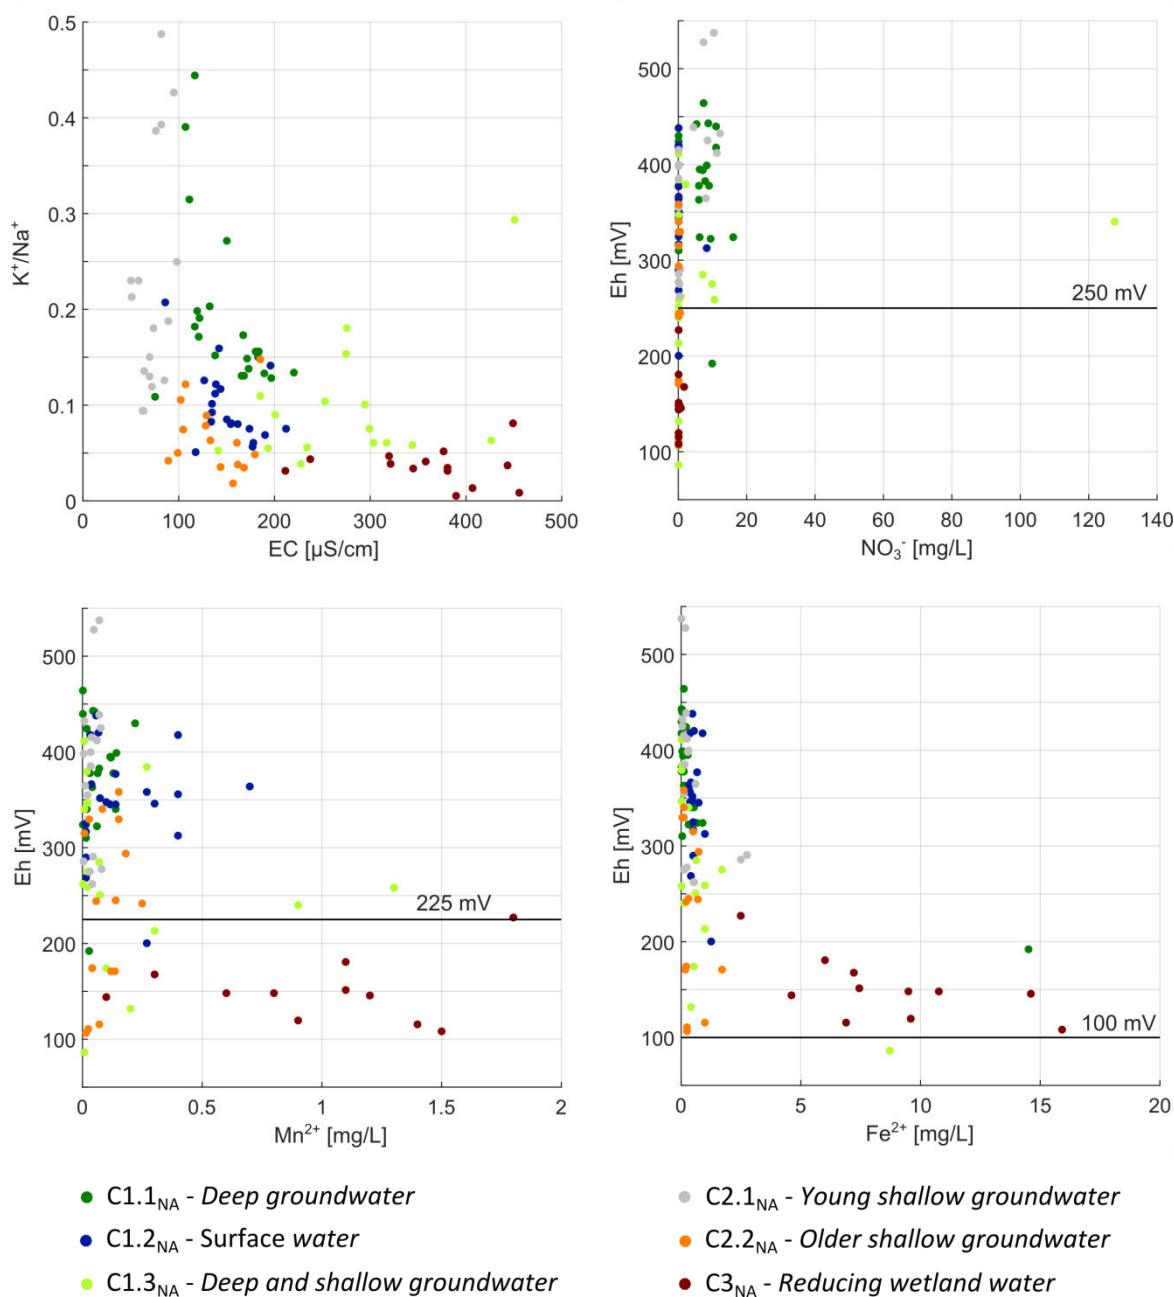 0.5
0.4
0.3
0.2
0.1
0
K⁺/Na⁺
0 100 200 300 400 500
EC [µS/cm]
500
400
300
200
100
Eh [mV]
250 mV
0 20 40 60 80 100 120 140
NO₃⁻ [mg/L]
500
400
300
200
100
Eh [mV]
225 mV
0 0.5 1 1.5 2
Mn²⁺ [mg/L]
500
400
300
200
100
Eh [mV]
100 mV
0 5 10 15 20
Fe²⁺ [mg/L]
C1.1NA - Deep groundwater
C1.2NA - Surface water
C1.3NA - Deep and shallow groundwater
C2.1NA - Young shallow groundwater
C2.2NA - Older shallow groundwater
C3NA - Reducing wetland water